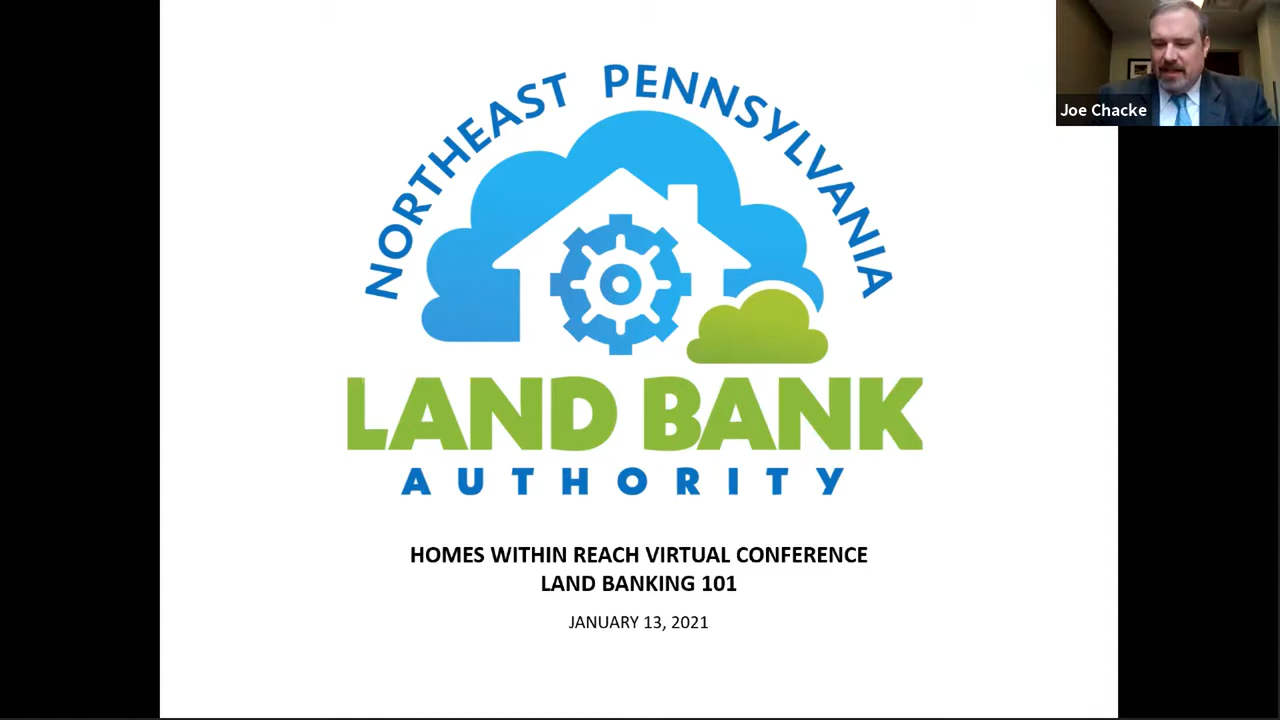 Joe Chacke
NORTHEAST PENNSYLVANIA
LAND BANK
AUTHORITY
HOMES WITHIN REACH VIRTUAL CONFERENCE
LAND BANKING 101
JANUARY 13, 2021